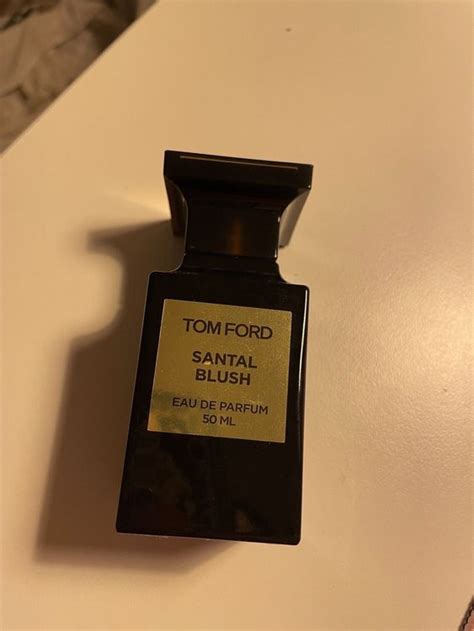 TOM FORD
SANTAL
BLUSH
EAU DE PARFUM
50 ML